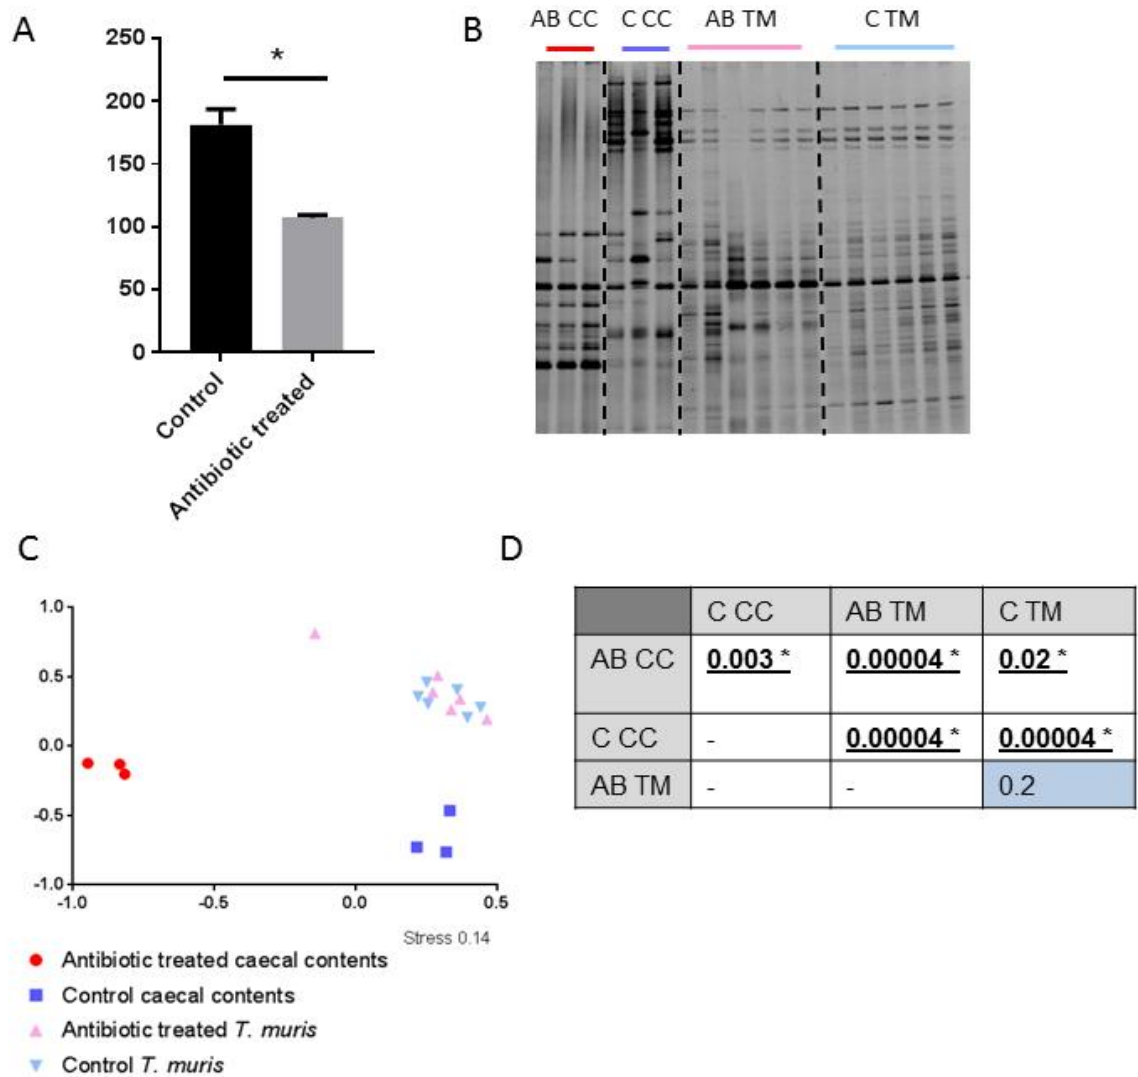 A
250
200
150
100
50
0
*
Control
Antibiotic treated
B
AB CC C CC AB TM C TM
C
1.0
0.5
0.0
-0.5
-1.0
-1.0 -0.5 0.0 0.5
Stress 0.14
Antibiotic treated caecal contents
Control caecal contents
Antibiotic treated T. muris
Control T. muris
D
C CC AB TM C TM
AB CC 0.003 * 0.00004 * 0.02 *
C CC - 0.00004 * 0.00004 *
AB TM - - 0.2